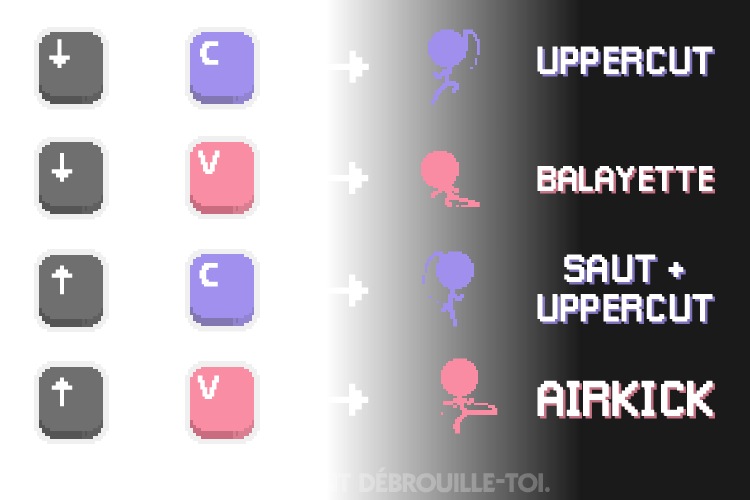 ↓ C → UPPERCUT
↓ V → BALAYETTE
↑ C → SAUT +
UPPERCUT
↑ V → AIRKICK
T DÉBROUILLE-TOI.